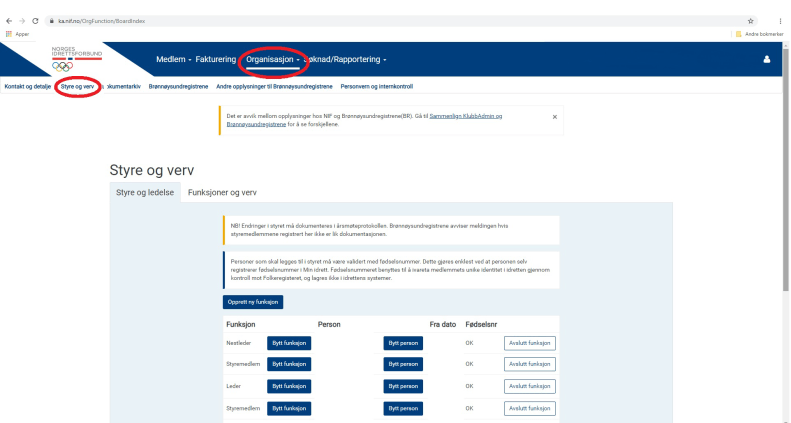 ka.nif.no/OrgFunction/BoardIndex
Apper
Andre bokmerker
NORGES
IDRETTSFORBUND
Medlem
Fakturering
Organisasjon
Søknad/Rapportering
Kontakt og detalje
Styre og verv
kumentarkiv
Brønnøysundregistrene
Andre opplysninger til Brønnøysundregistrene
Personvern og internkontroll
Det er avvik mellom opplysninger hos NIF og Brønnøysundregistrene(BR). Gå til Sammenlign KlubbAdmin og
Brønnøysundregistrene for å se forskjellene.
Styre og verv
Styre og ledelse
Funksjoner og verv
NB! Endringer i styret må dokumenteres i årsmøteprotokollen. Brønnøysundregistrene avviser meldingen hvis
styremedlemmene registrert her ikke er lik dokumentasjonen.
Personer som skal legges til i styret må være validert med fødselsnummer. Dette gjøres enklest ved at personen selv
registrerer fødselsnummer i Min idrett. Fødselsnummeret benyttes til å ivareta medlemmets unike identitet i idretten gjennom
kontroll mot Folkeregisteret, og lagres ikke i idrettens systemer.
Opprett ny funksjon
Funksjon Person Fra dato Fødselsnr
Nestleder Bytt funksjon Bytt person OK Avslutt funksjon
Styremedlem Bytt funksjon Bytt person OK Avslutt funksjon
Leder Bytt funksjon Bytt person OK Avslutt funksjon
Styremedlem Bytt funksjon Bytt person OK Avslutt funksjon